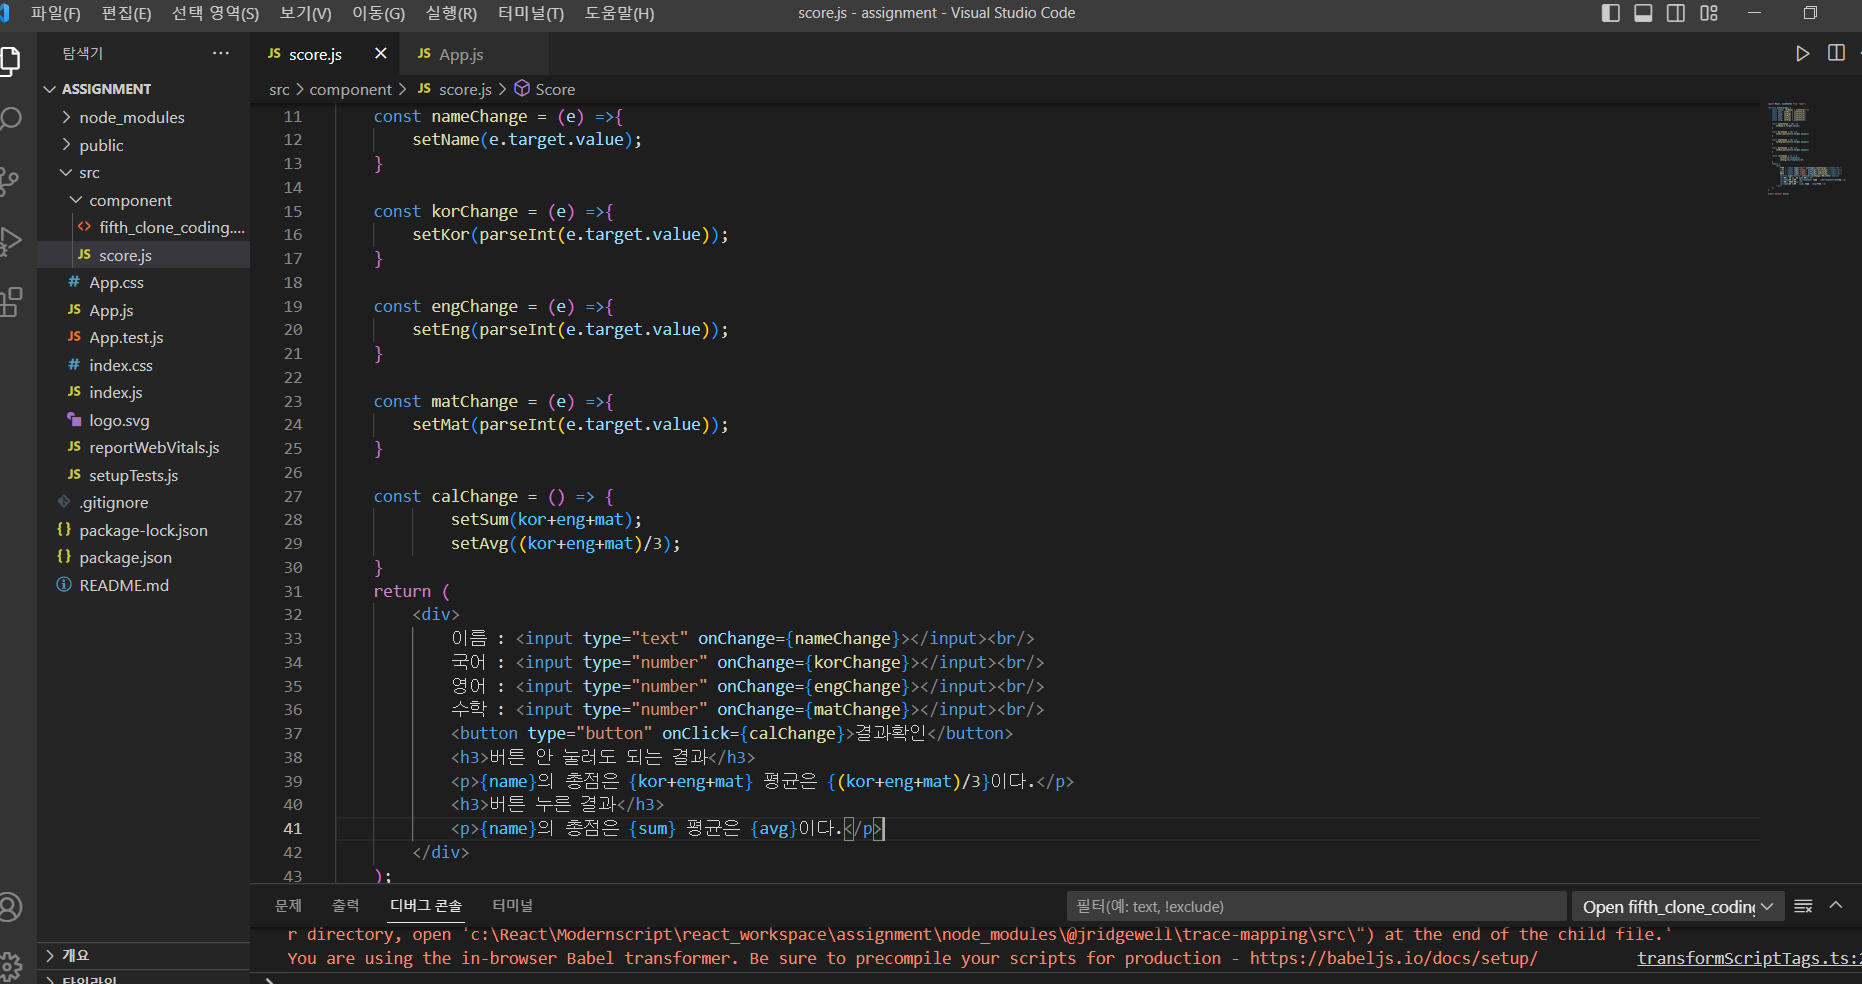 파일(F) 편집(E) 선택 영역(S) 보기(V) 이동(G) 실행(R) 터미널(T) 도움말(H) score.js - assignment - Visual Studio Code
탐색기 ···
ASSIGNMENT
node_modules
public
src
component
fifth_clone_coding....
score.js
App.css
App.js
App.test.js
index.css
index.js
logo.svg
reportWebVitals.js
setupTests.js
.gitignore
package-lock.json
package.json
README.md
개요
타임라인
JS score.js × JS App.js
src > component > JS score.js > Score
11 const nameChange = (e) =>{
12 setName(e.target.value);
13 }
14
15 const korChange = (e) =>{
16 setKor(parseInt(e.target.value));
17 }
18
19 const engChange = (e) =>{
20 setEng(parseInt(e.target.value));
21 }
22
23 const matChange = (e) =>{
24 setMat(parseInt(e.target.value));
25 }
26
27 const calChange = () => {
28 setSum(kor+eng+mat);
29 setAvg((kor+eng+mat)/3);
30 }
31 return (
32 <div>
33 이름 : <input type="text" onChange={nameChange}></input><br/>
34 국어 : <input type="number" onChange={korChange}></input><br/>
35 영어 : <input type="number" onChange={engChange}></input><br/>
36 수학 : <input type="number" onChange={matChange}></input><br/>
37 <button type="button" onClick={calChange}>결과확인</button>
38 <h3>버튼 안 눌러도 되는 결과</h3>
39 <p>{name}의 총점은 {kor+eng+mat} 평균은 {(kor+eng+mat)/3}이다.</p>
40 <h3>버튼 누른 결과</h3>
41 <p>{name}의 총점은 {sum} 평균은 {avg}이다.</p>
42 </div>
43 );
문제 출력 디버그 콘솔 터미널 필터(예: text, !exclude) Open fifth_clone_coding
r directory, open 'c:\React\Modernscript\react_workspace\assignment\node_modules\@jridgewell\trace-mapping\src\") at the end of the child file.'
You are using the in-browser Babel transformer. Be sure to precompile your scripts for production - https://babeljs.io/docs/setup/ transformScriptTags.ts:2